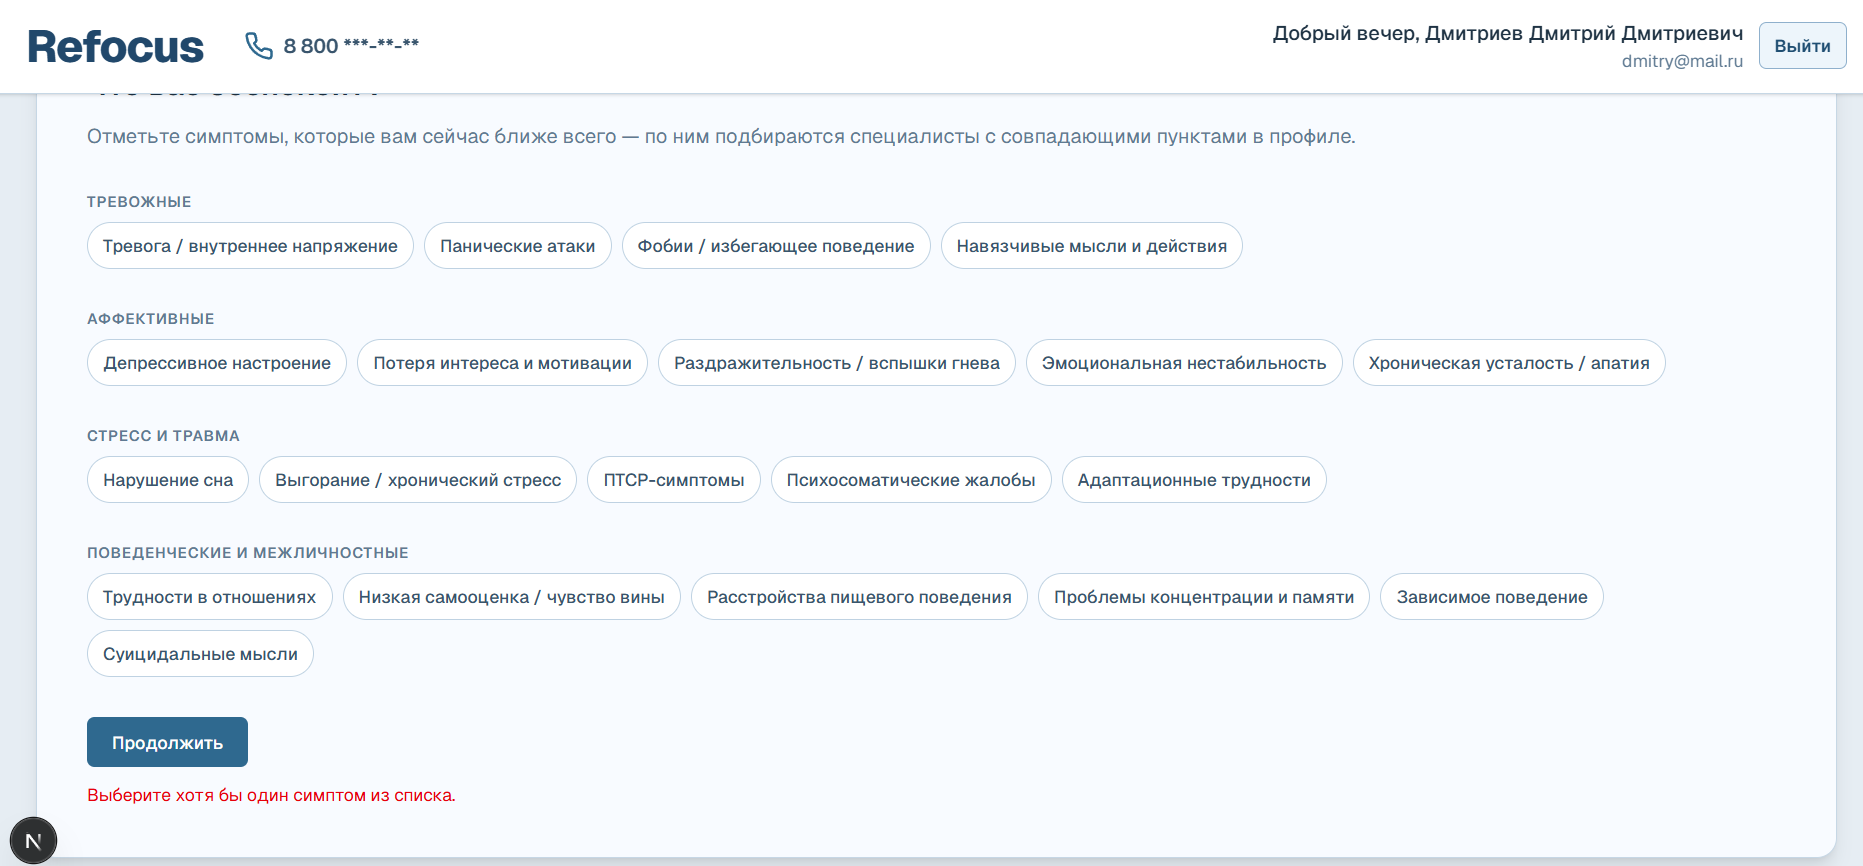 Refocus
8 800 ***-**-**
Добрый вечер, Дмитриев Дмитрий Дмитриевич
dmitry@mail.ru
Выйти
Отметьте симптомы, которые вам сейчас ближе всего — по ним подбираются специалисты с совпадающими пунктами в профиле.
ТРЕВОЖНЫЕ
Тревога / внутреннее напряжение
Панические атаки
Фобии / избегающее поведение
Навязчивые мысли и действия
АФФЕКТИВНЫЕ
Депрессивное настроение
Потеря интереса и мотивации
Раздражительность / вспышки гнева
Эмоциональная нестабильность
Хроническая усталость / апатия
СТРЕСС И ТРАВМА
Нарушение сна
Выгорание / хронический стресс
ПТСР-симптомы
Психосоматические жалобы
Адаптационные трудности
ПОВЕДЕНЧЕСКИЕ И МЕЖЛИЧНОСТНЫЕ
Трудности в отношениях
Низкая самооценка / чувство вины
Расстройства пищевого поведения
Проблемы концентрации и памяти
Зависимое поведение
Суицидальные мысли
Продолжить
Выберите хотя бы один симптом из списка.
N